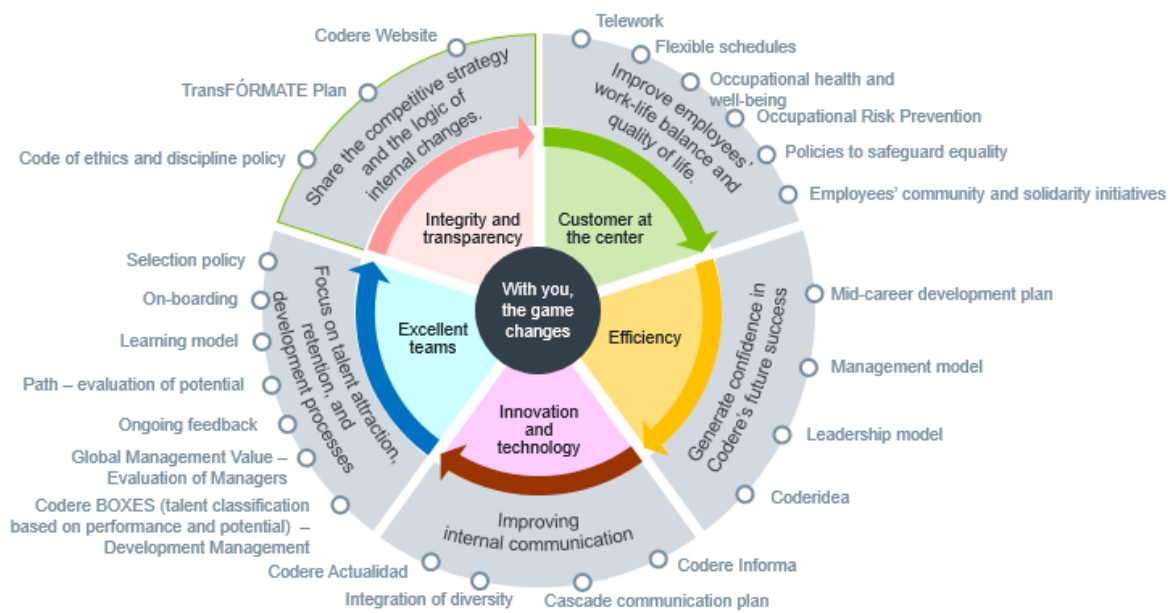 Telework
Flexible schedules
Occupational health and
well-being
Occupational Risk Prevention
Policies to safeguard equality
Employees’ community and solidarity initiatives
Improve employees’
work-life balance and
quality of life.
Customer at
the center
Mid-career development plan
Management model
Leadership model
Coderidea
Generate confidence in
Codere’s future success
Efficiency
Codere Informa
Cascade communication plan
Integration of diversity
Codere Actualidad
Improving
internal communication
Innovation
and
technology
Selection policy
On-boarding
Learning model
Path – evaluation of potential
Ongoing feedback
Global Management Value –
Evaluation of Managers
Codere BOXES (talent classification
based on performance and potential) –
Development Management
Focus on talent attraction,
retention, and
development processes
Excellent
teams
Codere Website
TransFÓRMATE Plan
Code of ethics and discipline policy
Share the competitive strategy
and the logic of
internal changes.
Integrity and
transparency
With you,
the game
changes